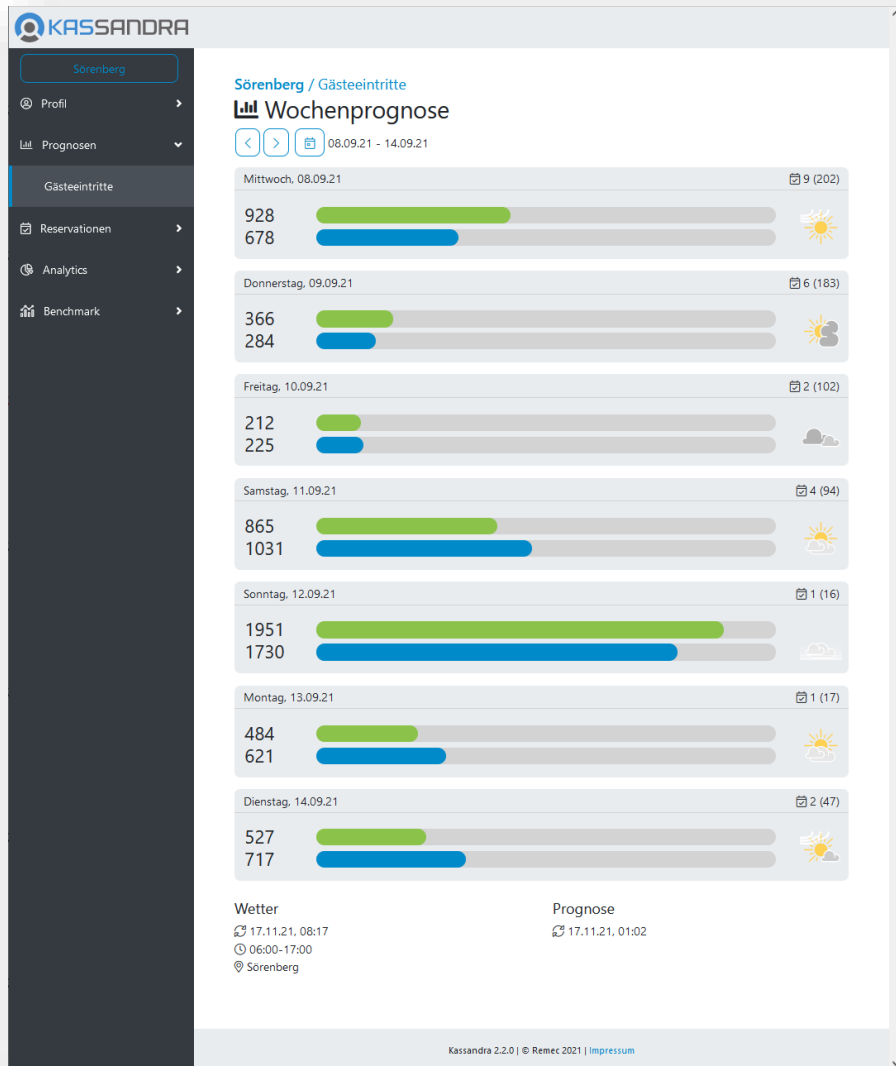 KASSANDRA
Sörenberg
Profil
Prognosen
Gästeeintritte
Reservationen
Analytics
Benchmark
Sörenberg / Gästeeintritte
Wochenprognose
08.09.21 - 14.09.21
Mittwoch, 08.09.21 9 (202)
928
678
Donnerstag, 09.09.21 6 (183)
366
284
Freitag, 10.09.21 2 (102)
212
225
Samstag, 11.09.21 4 (94)
865
1031
Sonntag, 12.09.21 1 (16)
1951
1730
Montag, 13.09.21 1 (17)
484
621
Dienstag, 14.09.21 2 (47)
527
717
Wetter
17.11.21, 08:17
06:00-17:00
Sörenberg
Prognose
17.11.21, 01:02
Kassandra 2.2.0 | © Remec 2021 | Impressum